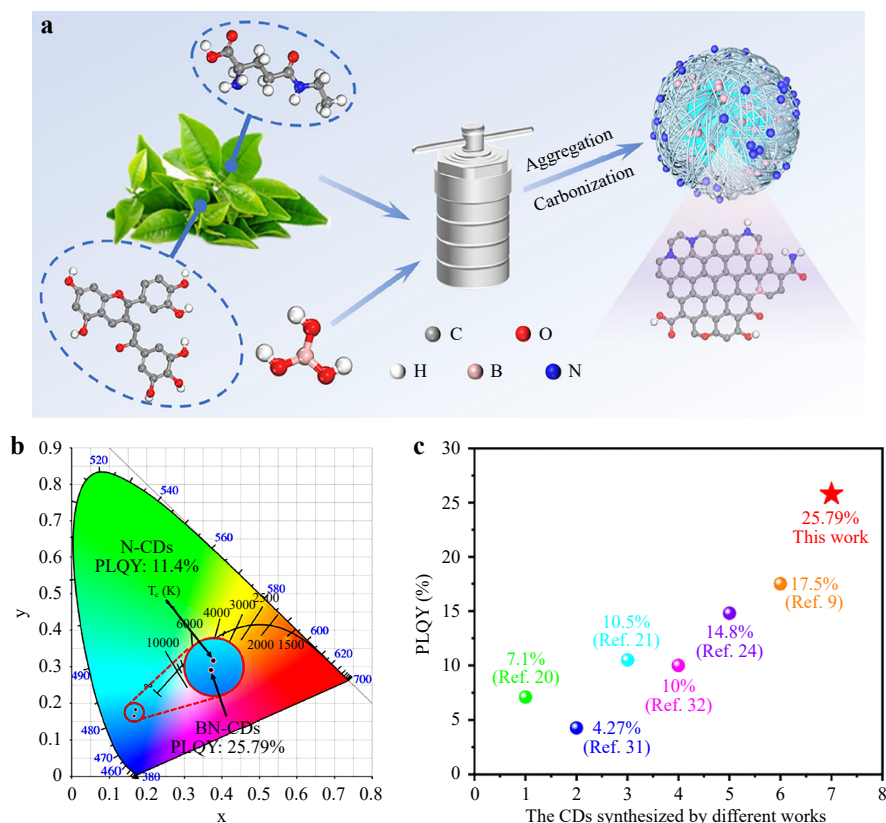 a
Aggregation
Carbonization
C
O
H
B
N
b
0.9
0.8
0.7
0.6
0.5
0.4
0.3
0.2
0.1
0
y
0
0.1
0.2
0.3
0.4
0.5
0.6
0.7
0.8
x
520
540
560
580
600
620
700
490
480
470
460
380
N-CDs
PLQY: 11.4%
Tc (K)
2500
3000
4000
6000
10000
∞
2000
1500
BN-CDs
PLQY: 25.79%
c
30
25
20
15
10
5
0
PLQY (%)
25.79%
This work
17.5%
(Ref. 9)
14.8%
(Ref. 24)
10.5%
(Ref. 21)
10%
(Ref. 32)
7.1%
(Ref. 20)
4.27%
(Ref. 31)
0
1
2
3
4
5
6
7
8
The CDs synthesized by different works